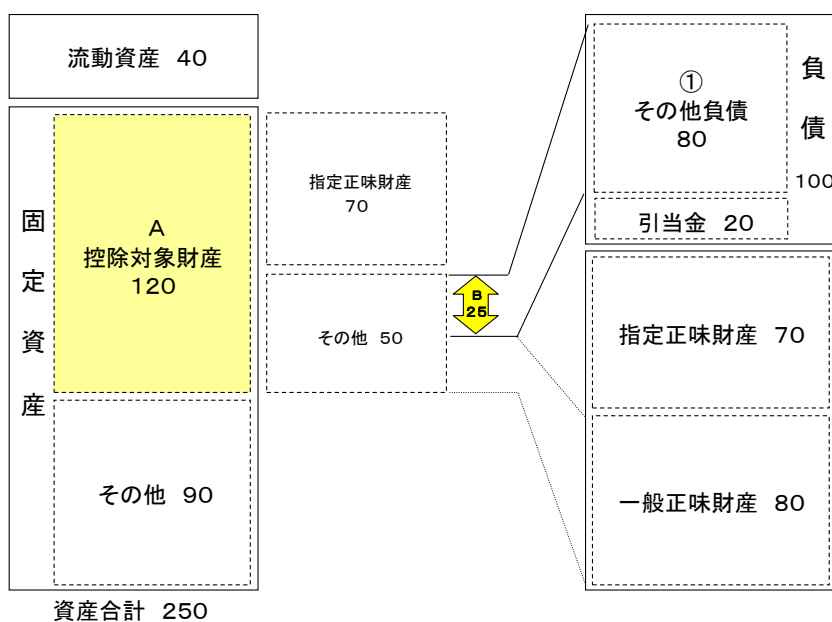 流動資産 40
固
定
資
産
A
控除対象財産
120
その他 90
資産合計 250
指定正味財産
70
その他 50
B
25
①
その他負債
80
負
債
100
引当金 20
指定正味財産 70
一般正味財産 80